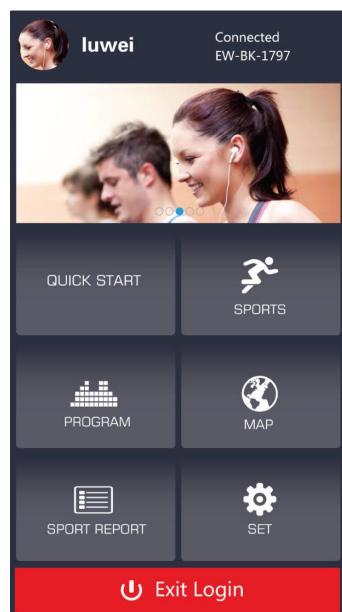 luwei
Connected
EW-BK-1797
QUICK START
SPORTS
PROGRAM
MAP
SPORT REPORT
SET
Exit Login